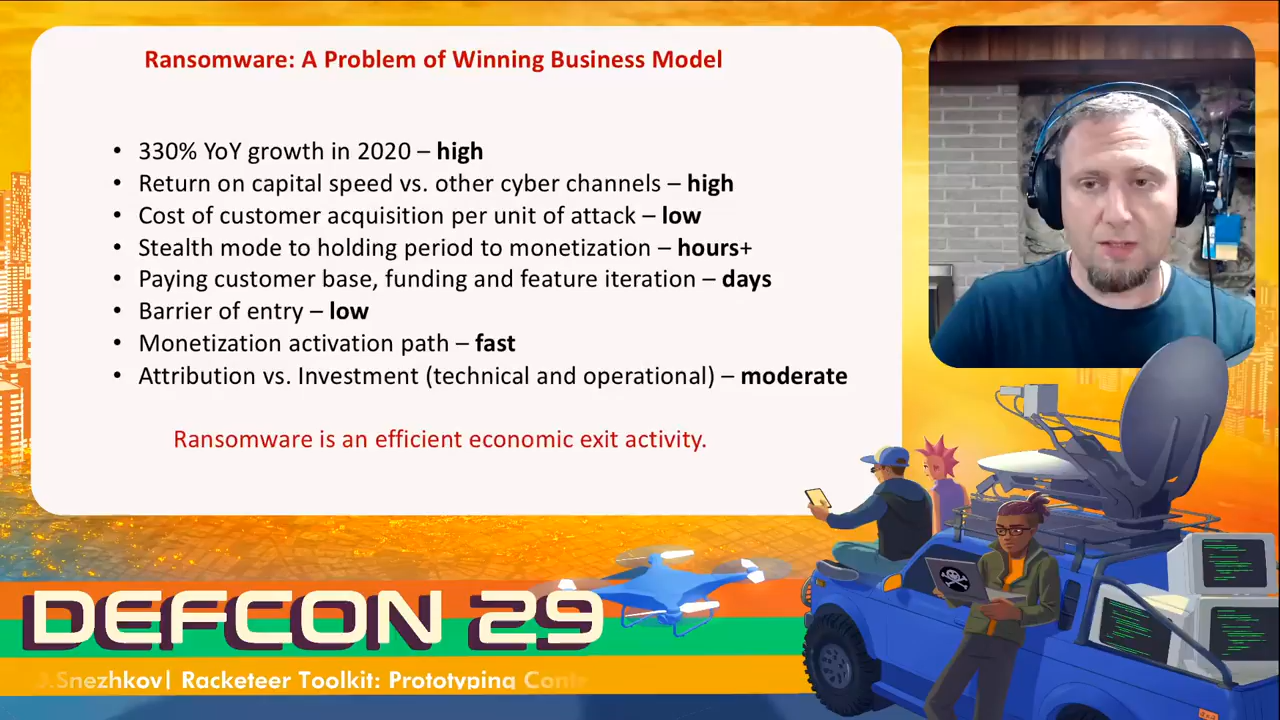 Ransomware: A Problem of Winning Business Model
• 330% YoY growth in 2020 – high
• Return on capital speed vs. other cyber channels – high
• Cost of customer acquisition per unit of attack – low
• Stealth mode to holding period to monetization – hours+
• Paying customer base, funding and feature iteration – days
• Barrier of entry – low
• Monetization activation path – fast
• Attribution vs. Investment (technical and operational) – moderate
Ransomware is an efficient economic exit activity.
DEFCON 29
.Snezhkov| Racketeer Toolkit: Prototyping Cont